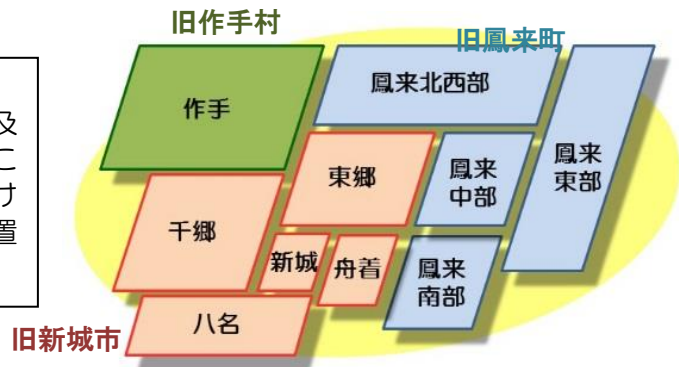 旧作手村
旧鳳来町
及
こ
け
置
作手
鳳来北西部
鳳来
東部
東郷
鳳来
中部
千郷
新城
舟着
鳳来
南部
八名
旧新城市